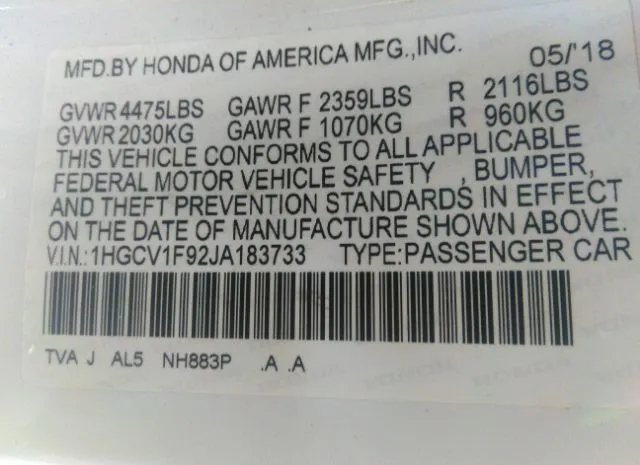 MFD.BY HONDA OF AMERICA MFG.,INC. 05/'18
GVWR 4475LBS GAWR F 2359LBS R 2116LBS
GVWR 2030KG GAWR F 1070KG R 960KG
THIS VEHICLE CONFORMS TO ALL APPLICABLE
FEDERAL MOTOR VEHICLE SAFETY , BUMPER,
AND THEFT PREVENTION STANDARDS IN EFFECT
ON THE DATE OF MANUFACTURE SHOWN ABOVE.
V.I.N.:1HGCV1F92JA183733 TYPE:PASSENGER CAR
TVA J AL5 NH883P .A .A